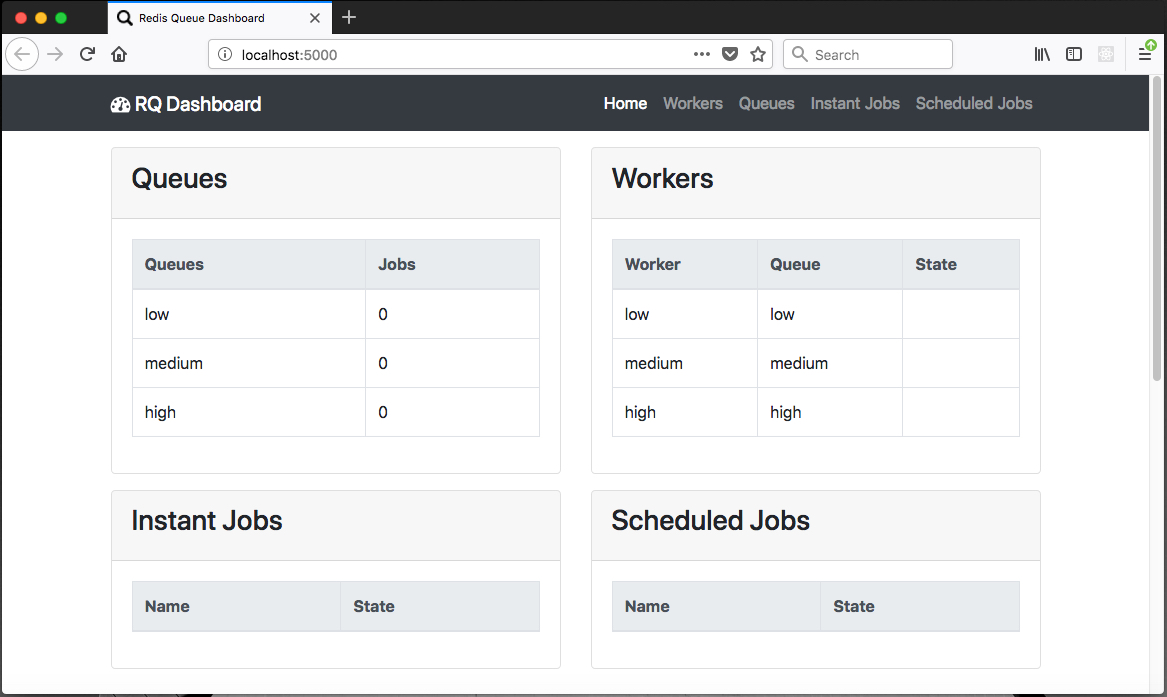 Redis Queue Dashboard
localhost:5000
Search
RQ Dashboard
Home Workers Queues Instant Jobs Scheduled Jobs
Queues
Queues Jobs
low 0
medium 0
high 0
Workers
Worker Queue State
low low
medium medium
high high
Instant Jobs
Name State
Scheduled Jobs
Name State